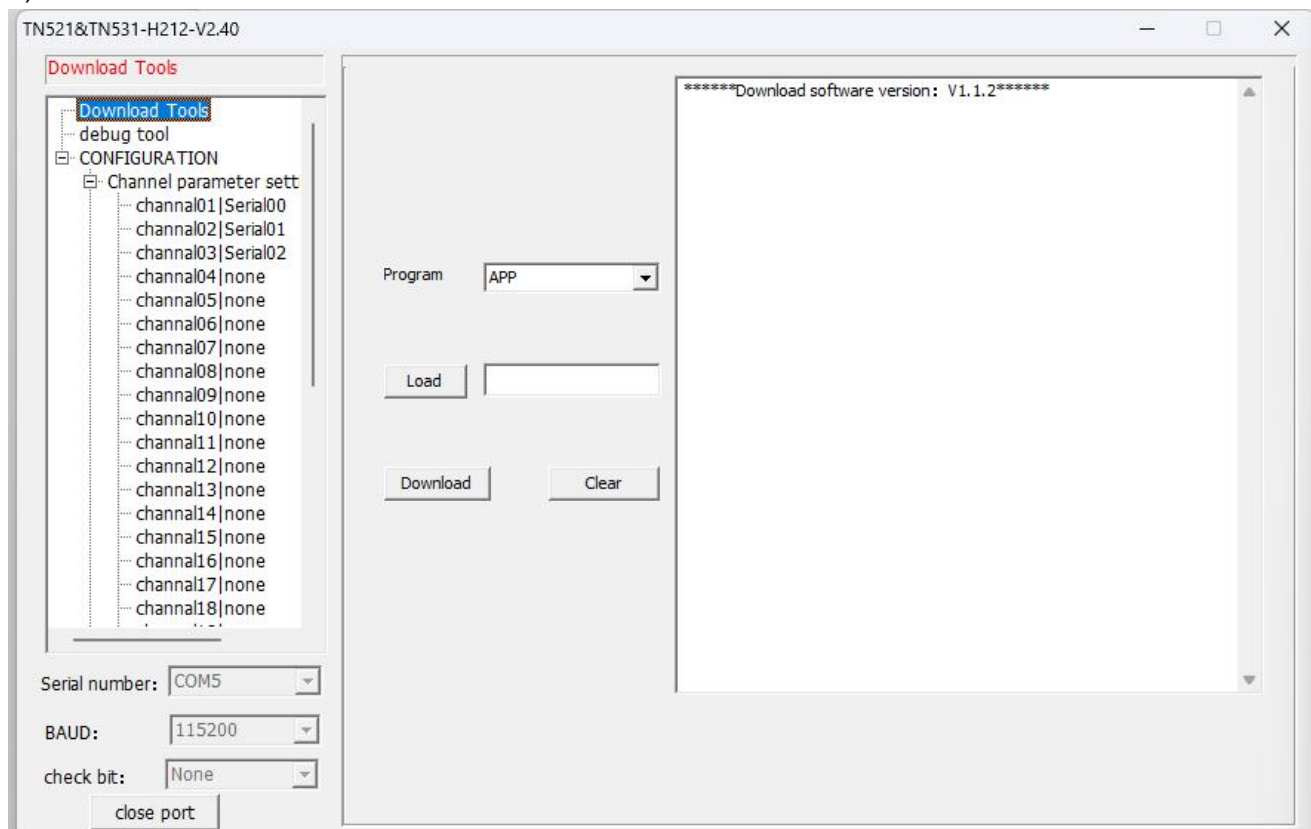 TN521&TN531-H212-V2.40
Download Tools
Download Tools
debug tool
CONFIGURATION
Channel parameter sett
channal01|Serial00
channal02|Serial01
channal03|Serial02
channal04|none
channal05|none
channal06|none
channal07|none
channal08|none
channal09|none
channal10|none
channal11|none
channal12|none
channal13|none
channal14|none
channal15|none
channal16|none
channal17|none
channal18|none
Serial number: COM5
BAUD: 115200
check bit: None
close port
Program APP
Load
Download Clear
******Download software version: V1.1.2******